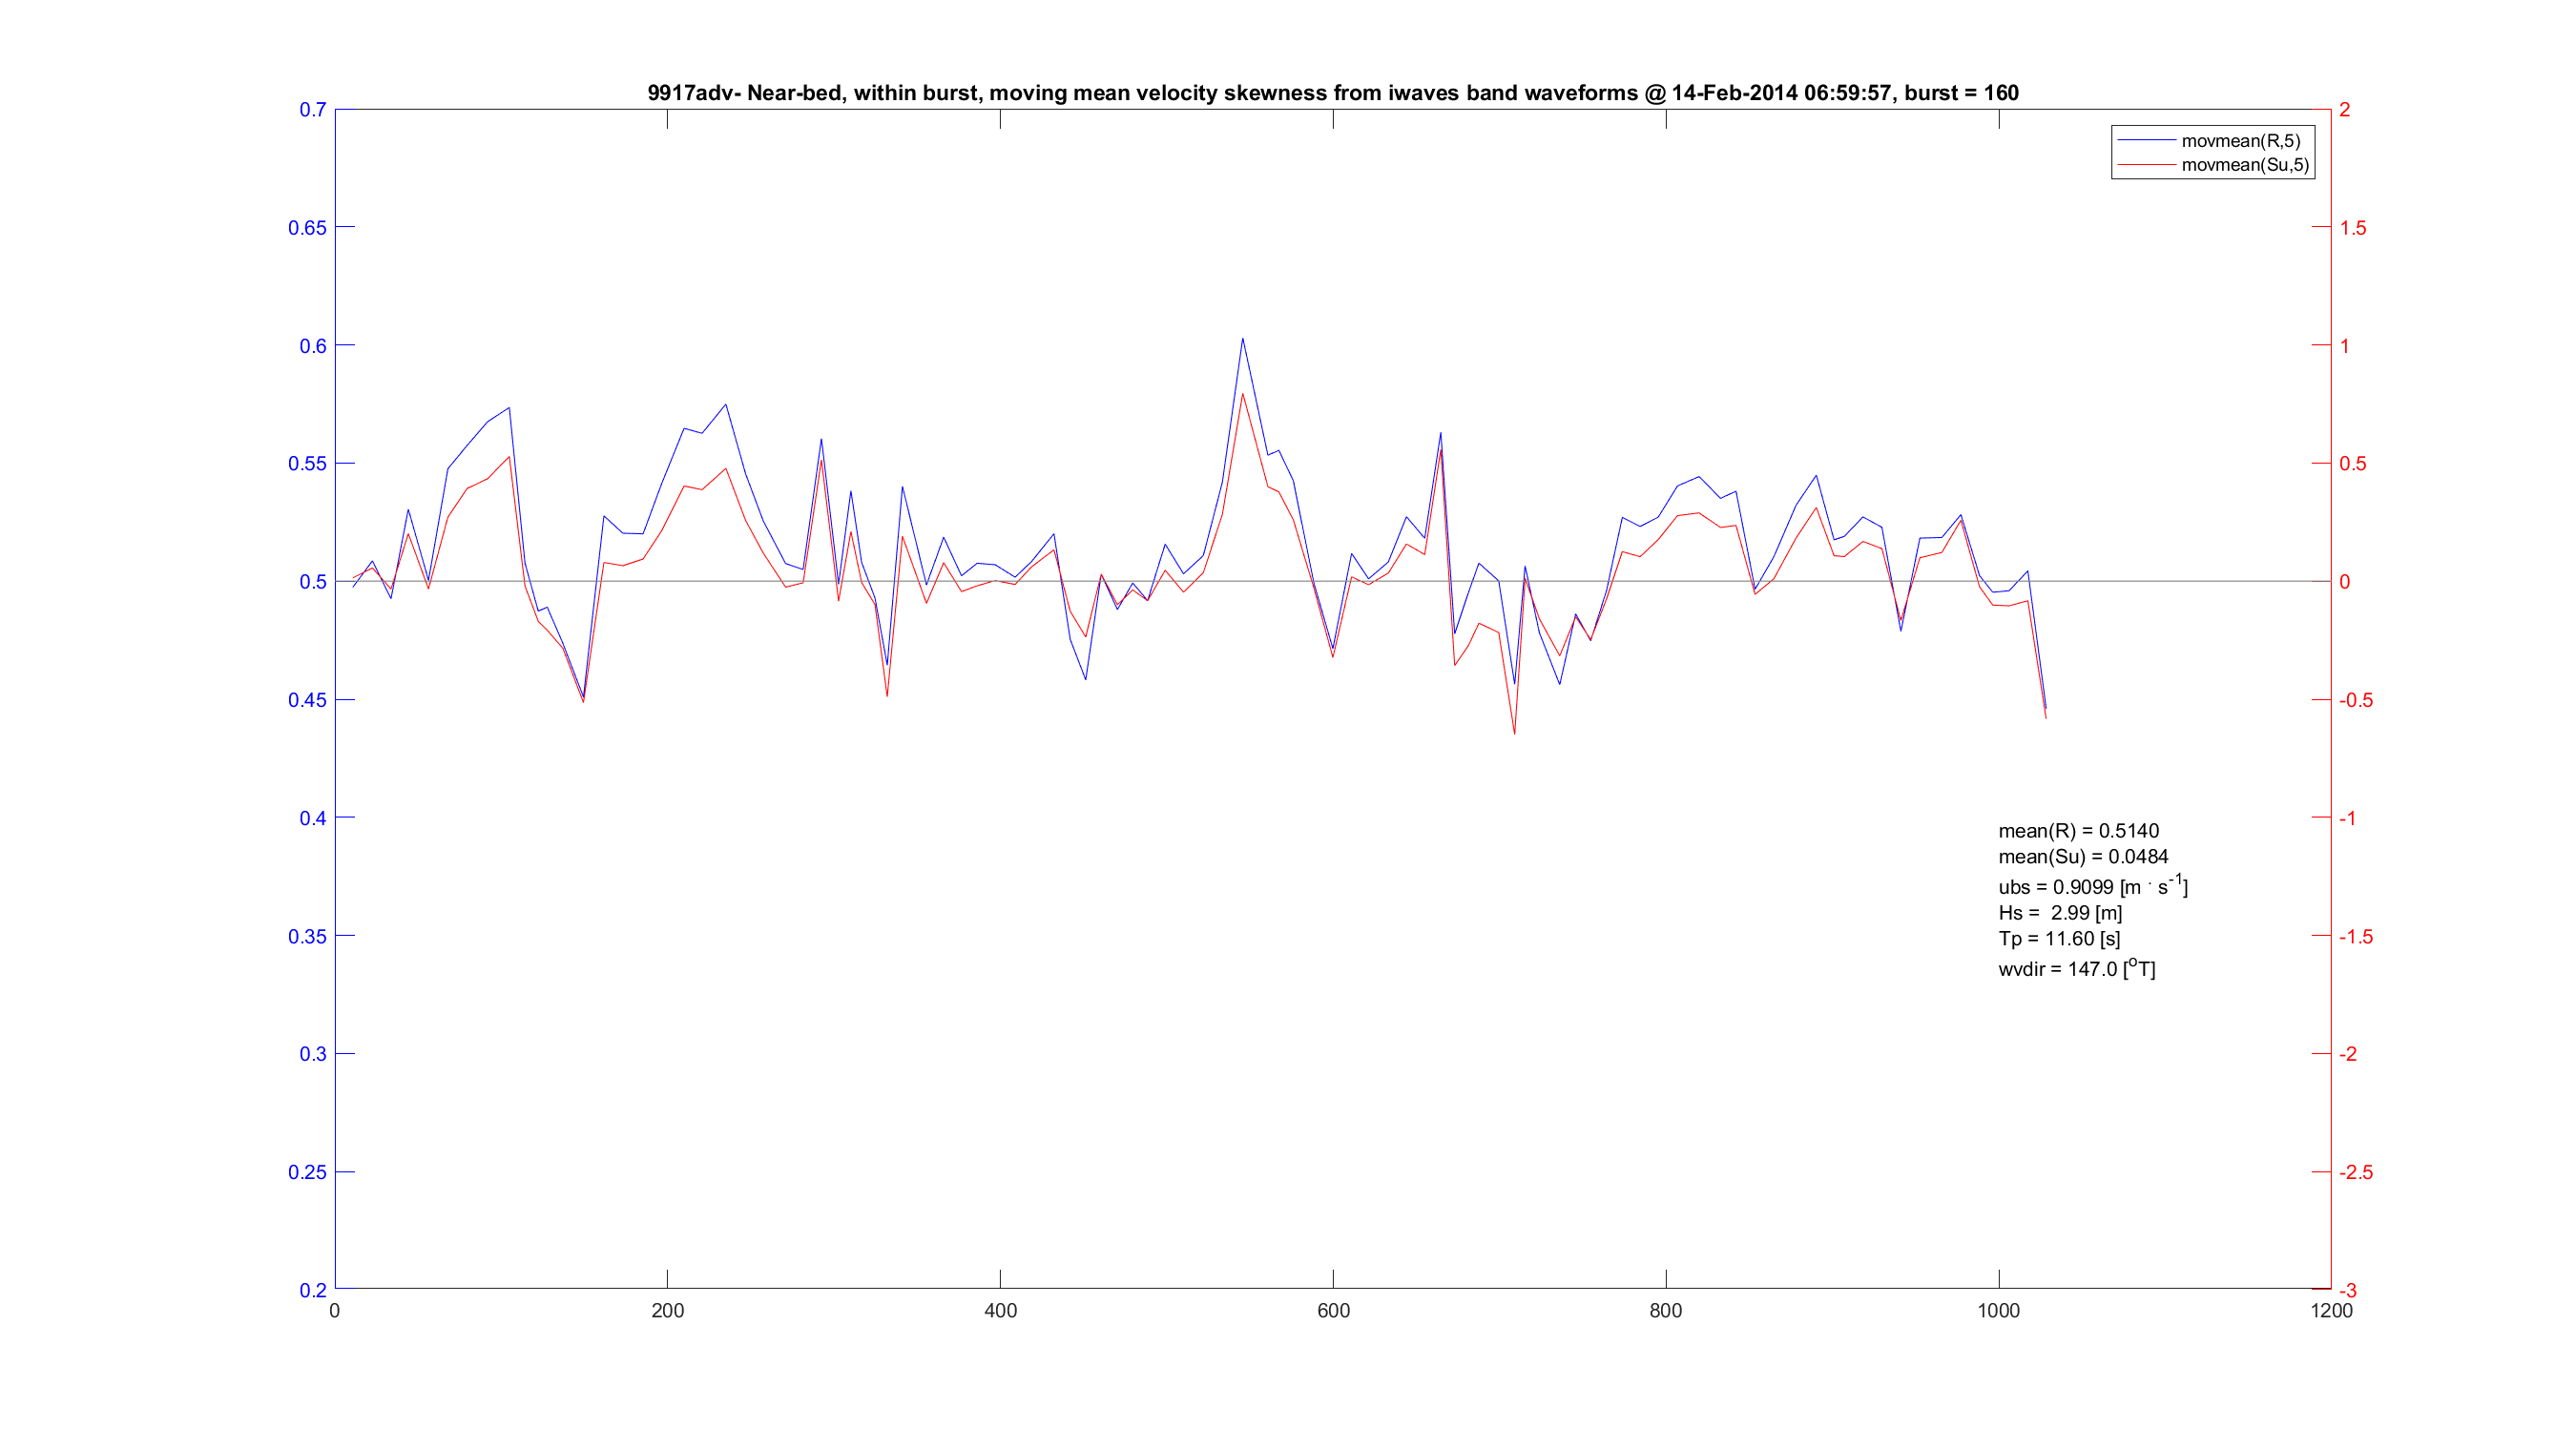 9917adv- Near-bed, within burst, moving mean velocity skewness from iwaves band waveforms @ 14-Feb-2014 06:59:57, burst = 160
0.7
0.65
0.6
0.55
0.5
0.45
0.4
0.35
0.3
0.25
0.2
2
1.5
1
0.5
0
-0.5
-1
-1.5
-2
-2.5
-3
movmean(R,5)
movmean(Su,5)
mean(R) = 0.5140
mean(Su) = 0.0484
ubs = 0.9099 [m · s⁻¹]
Hs = 2.99 [m]
Tp = 11.60 [s]
wvdir = 147.0 [°T]
0 200 400 600 800 1000 1200